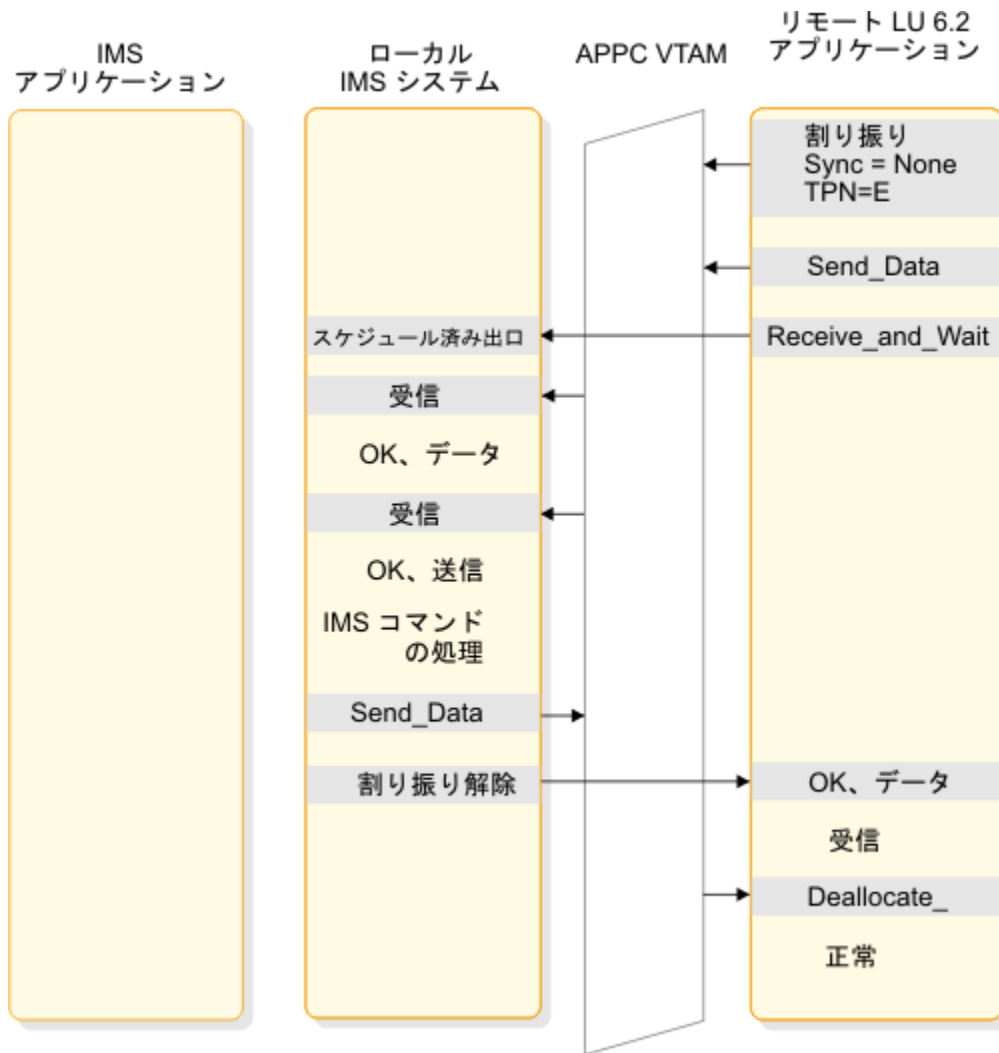 IMS
アプリケーション
ローカル
IMS システム
APPC VTAM
リモート LU 6.2
アプリケーション
割り振り
Sync = None
TPN=E
Send_Data
スケジュール済み出口
Receive_and_Wait
受信
OK、データ
受信
OK、送信
IMS コマンド
の処理
Send_Data
割り振り解除
OK、データ
受信
Deallocate_
正常